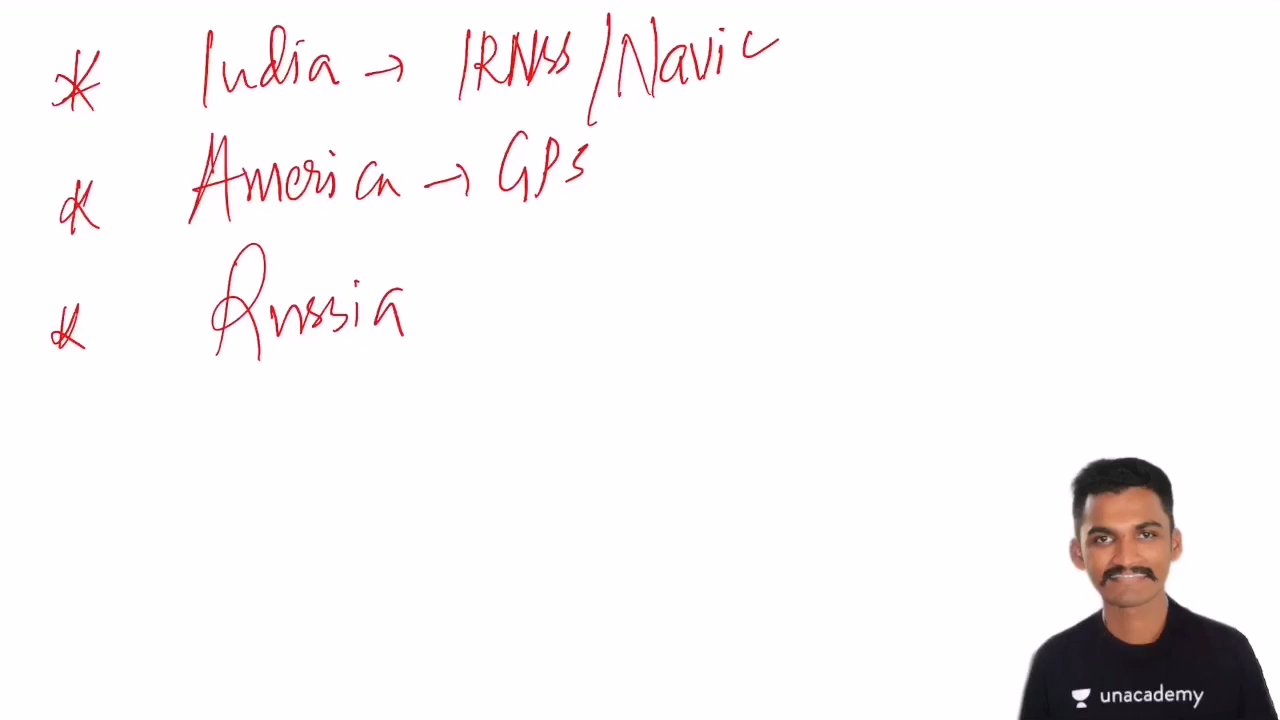 * India → IRNSS/Navic
* America → GPS
* Russia
unacademy